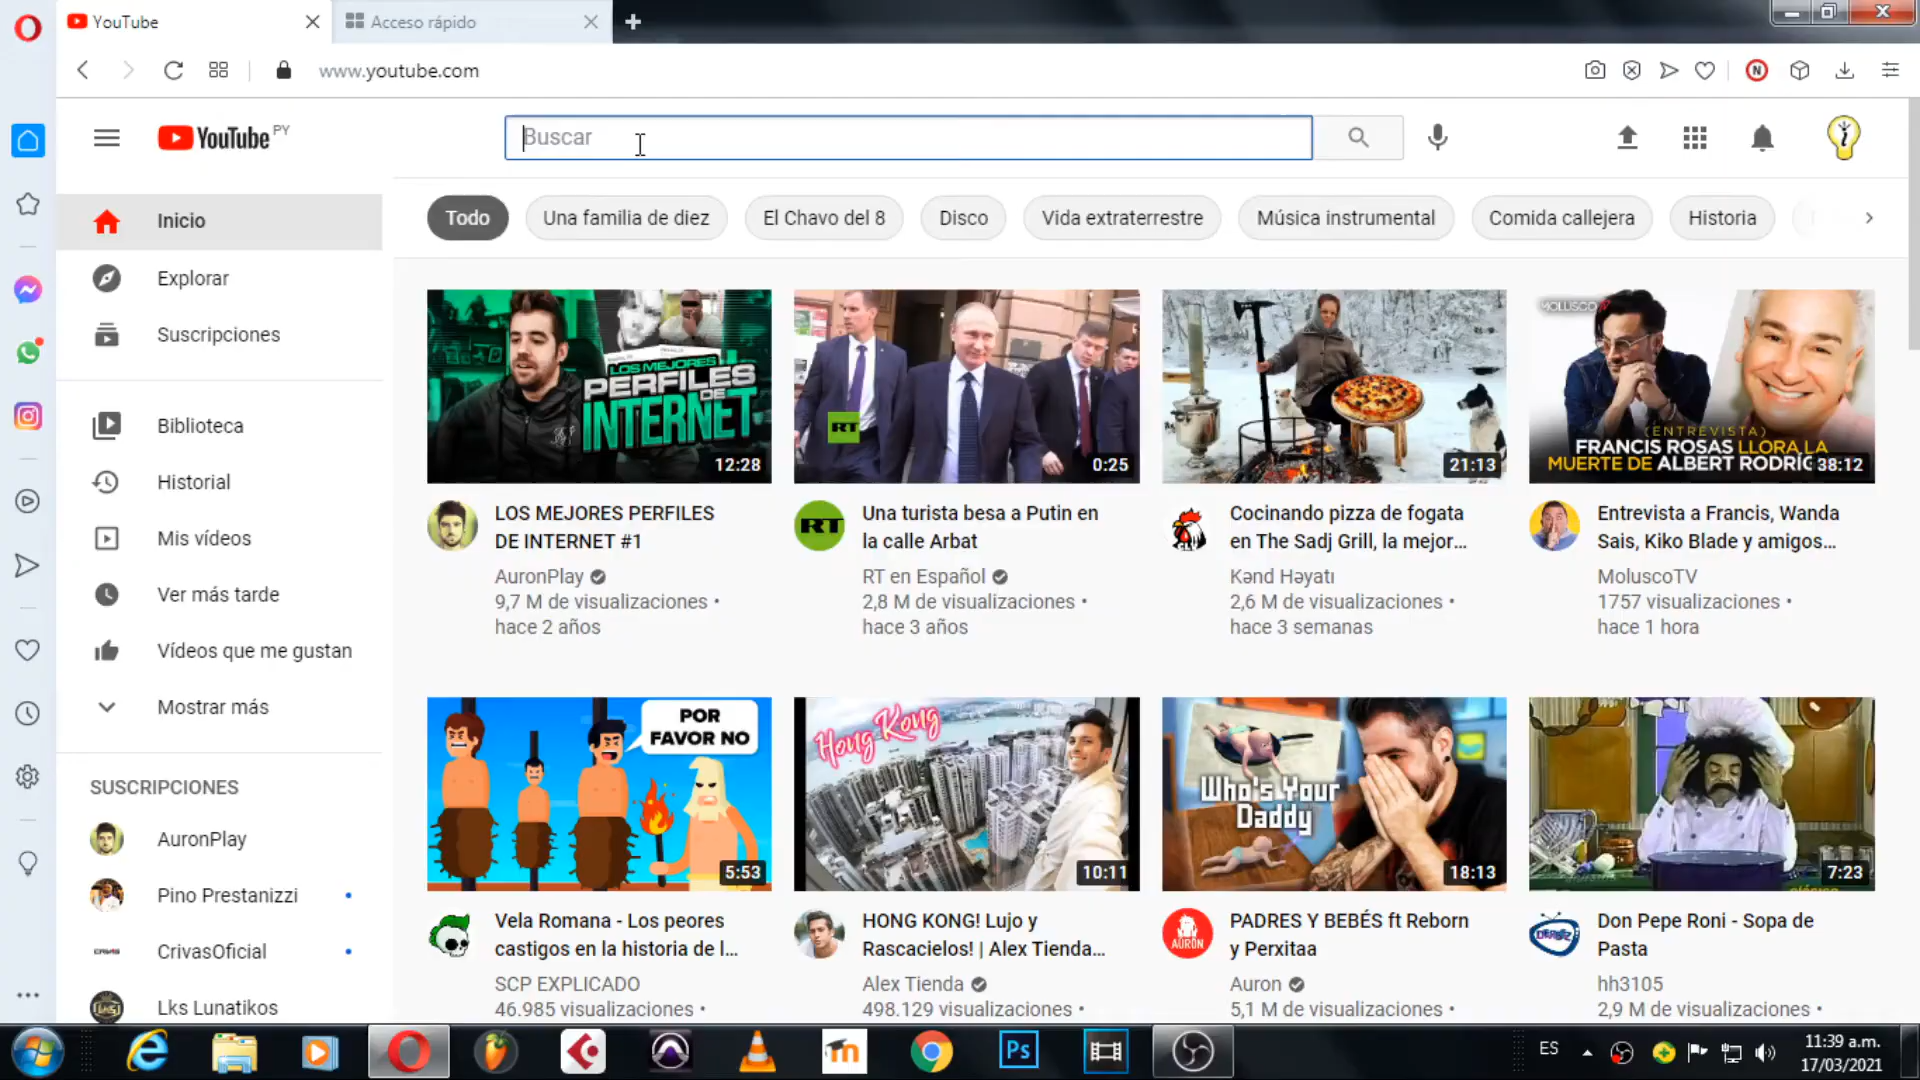 YouTube
Acceso rápido
www.youtube.com
YouTube PY
Buscar
Inicio
Explorar
Suscripciones
Biblioteca
Historial
Mis vídeos
Ver más tarde
Vídeos que me gustan
Mostrar más
SUSCRIPCIONES
AuronPlay
Pino Prestanizzi
CrivasOficial
Lks Lunatikos
Todo
Una familia de diez
El Chavo del 8
Disco
Vida extraterrestre
Música instrumental
Comida callejera
Historia
LOS MEJORES
PERFILES
DE
INTERNET
12:28
LOS MEJORES PERFILES
DE INTERNET #1
AuronPlay
9,7 M de visualizaciones •
hace 2 años
RT
0:25
RT
Una turista besa a Putin en
la calle Arbat
RT en Español
2,8 M de visualizaciones •
hace 3 años
21:13
Cocinando pizza de fogata
en The Sadj Grill, la mejor...
Kənd Həyatı
2,6 M de visualizaciones •
hace 3 semanas
MOLUSCO
(ENTREVISTA)
FRANCIS ROSAS LLORA LA
MUERTE DE ALBERT
38:12
Entrevista a Francis, Wanda
Sais, Kiko Blade y amigos...
MoluscoTV
1757 visualizaciones •
hace 1 hora
POR
FAVOR NO
5:53
Vela Romana - Los peores
castigos en la historia de l...
SCP EXPLICADO
46.985 visualizaciones •
Hong Kong
10:11
HONG KONG! Lujo y
Rascacielos! | Alex Tienda...
Alex Tienda
498.129 visualizaciones •
Who's Your
Daddy
18:13
AURON
PADRES Y BEBÉS ft Reborn
y Perxitaa
Auron
5,1 M de visualizaciones •
7:23
Don Pepe Roni - Sopa de
Pasta
hh3105
2,9 M de visualizaciones •
Ps
ES
11:39 a.m.
17/03/2021